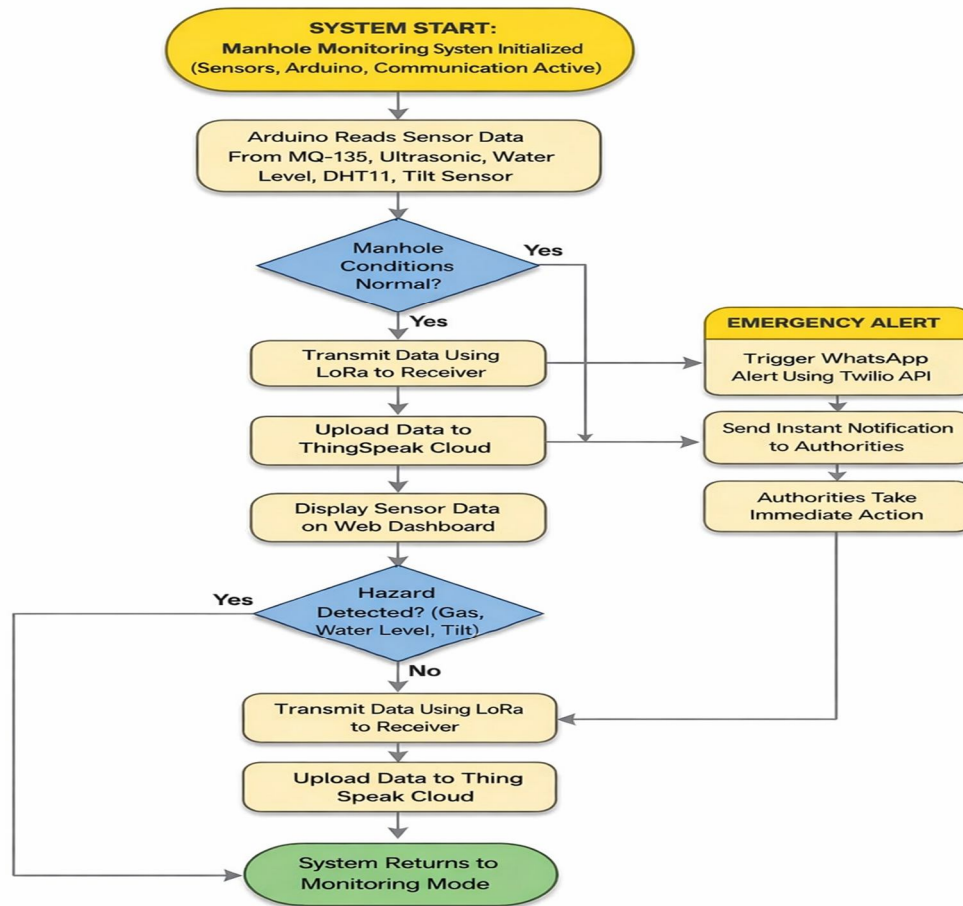 SYSTEM START:
Manhole Monitoring Systen Initialized
(Sensors, Arduino, Communication Active)
Arduino Reads Sensor Data
From MQ-135, Ultrasonic, Water
Level, DHT11, Tilt Sensor
Manhole
Conditions
Normal?
Yes
Yes
Transmit Data Using
LoRa to Receiver
Upload Data to
ThingSpeak Cloud
Display Sensor Data
on Web Dashboard
EMERGENCY ALERT
Trigger WhatsApp
Alert Using Twilio API
Send Instant Notification
to Authorities
Authorities Take
Immediate Action
Hazard
Detected? (Gas,
Water Level, Tilt)
Yes
No
Transmit Data Using LoRa
to Receiver
Upload Data to Thing
Speak Cloud
System Returns to
Monitoring Mode